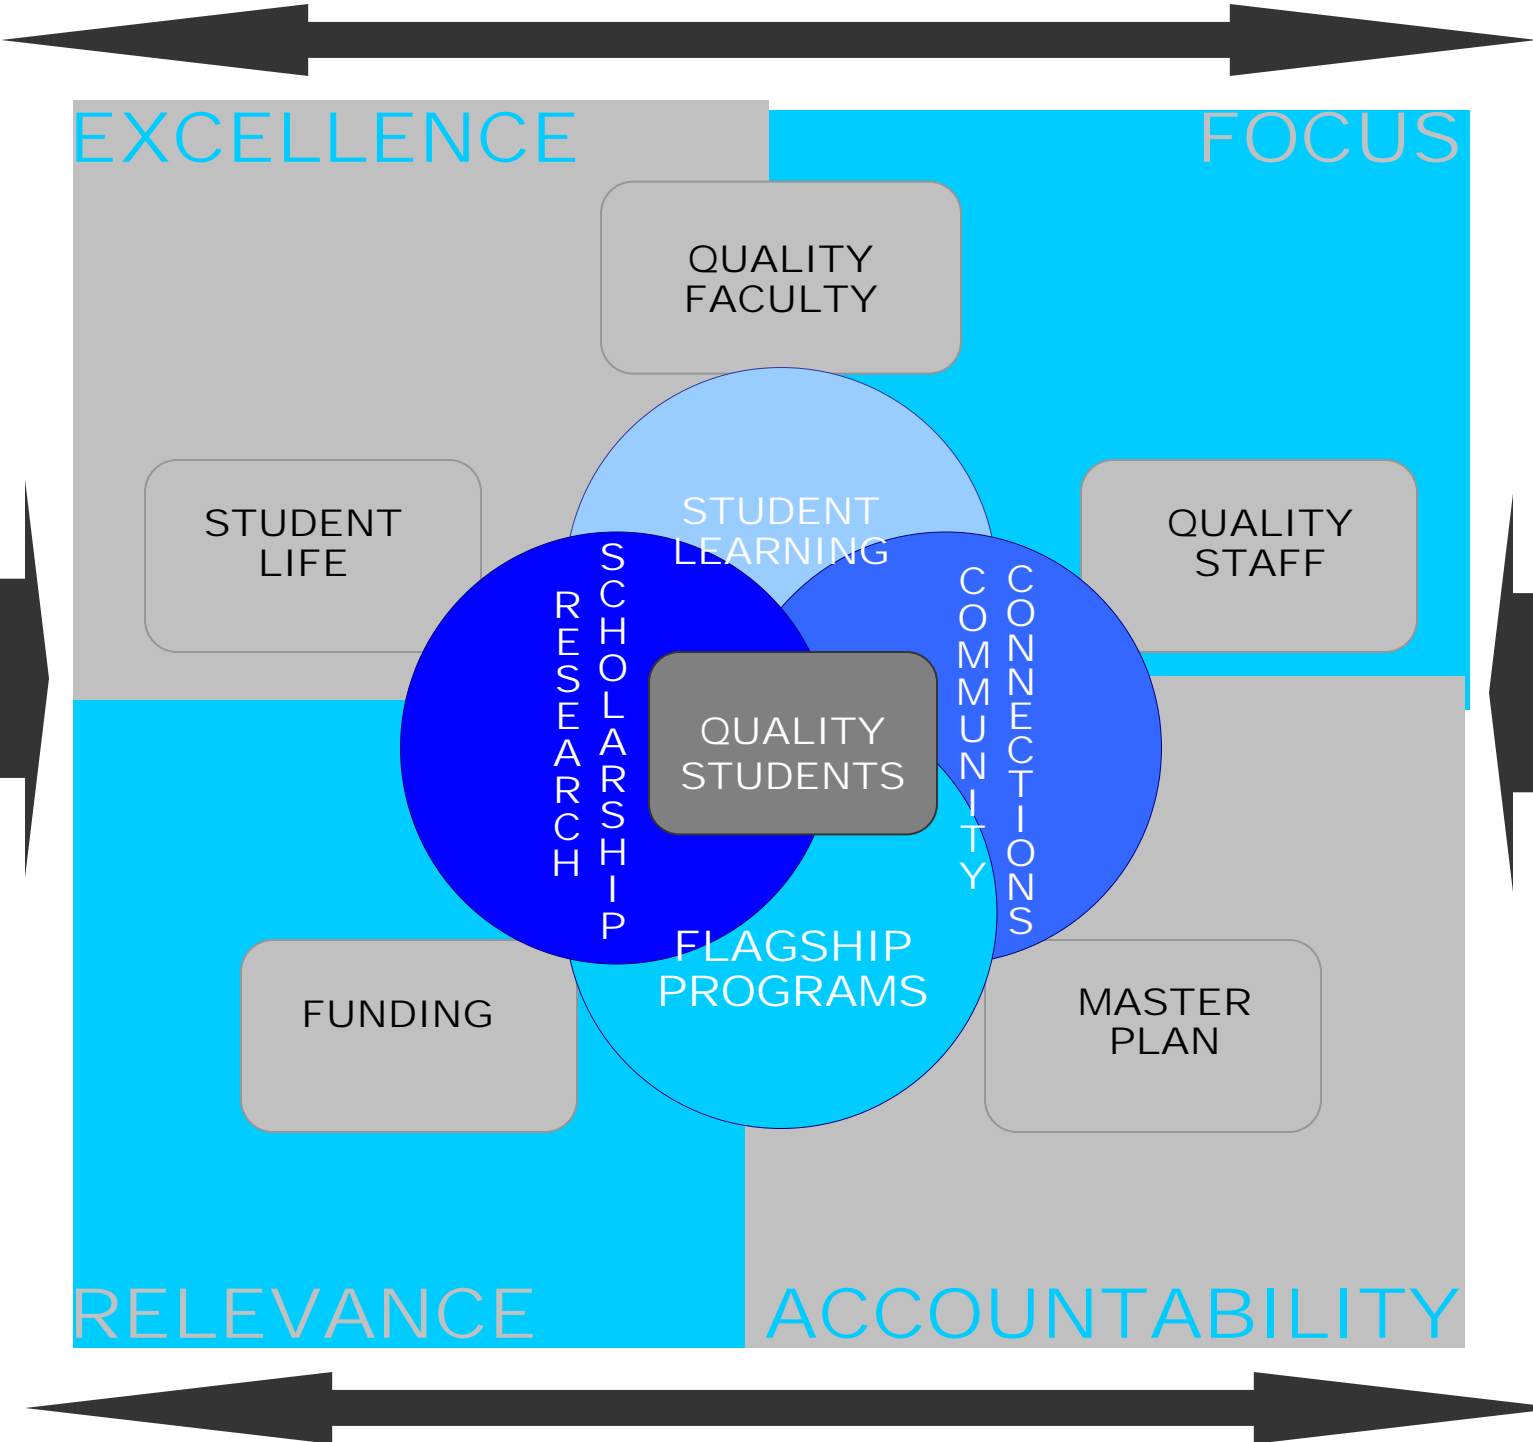 EXCELLENCE
FOCUS
QUALITY
FACULTY
STUDENT
LIFE
STUDENT
LEARNING
QUALITY
STAFF
RESEARCH
SCHOLARSHIP
QUALITY
STUDENTS
COMMUNITY
CONNECTIONS
FLAGSHIP
PROGRAMS
FUNDING
MASTER
PLAN
RELEVANCE
ACCOUNTABILITY